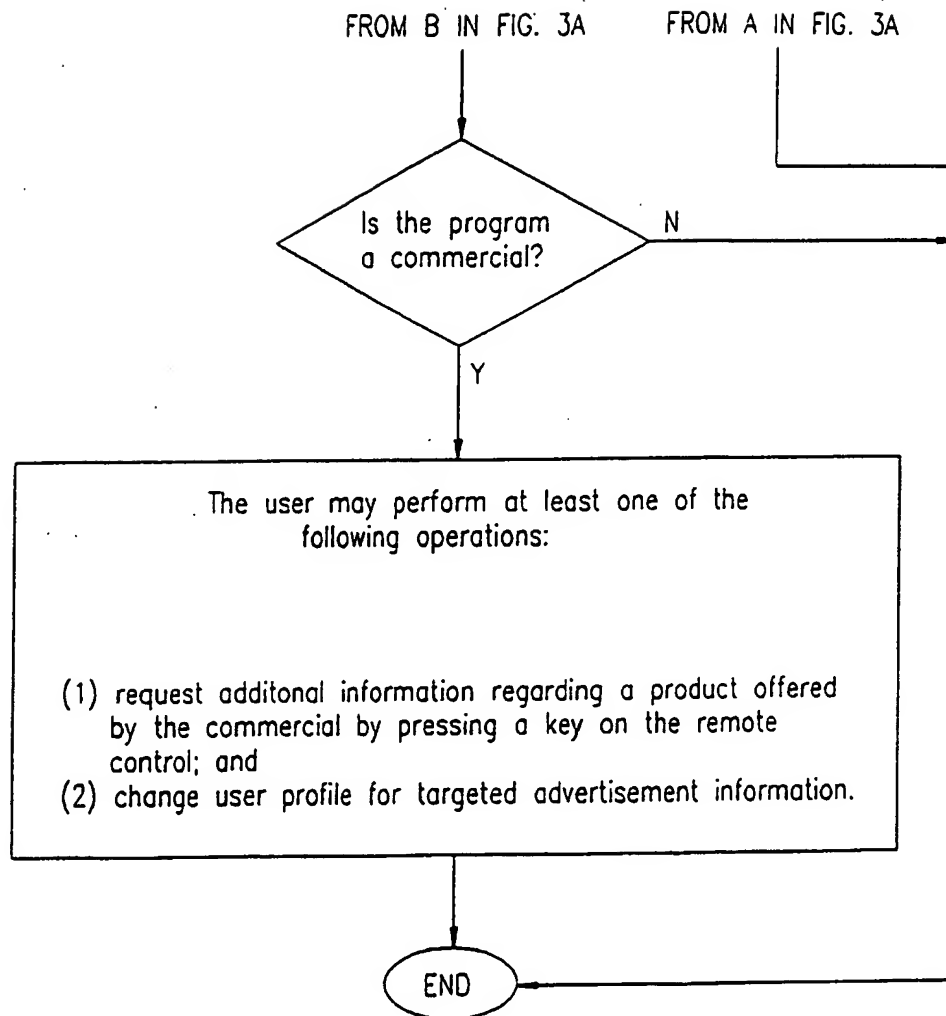 FROM B IN FIG. 3A
FROM A IN FIG. 3A
Is the program
a commercial?
N
Y
The user may perform at least one of the
following operations:
(1) request additonal information regarding a product offered
by the commercial by pressing a key on the remote
control; and
(2) change user profile for targeted advertisement information.
END